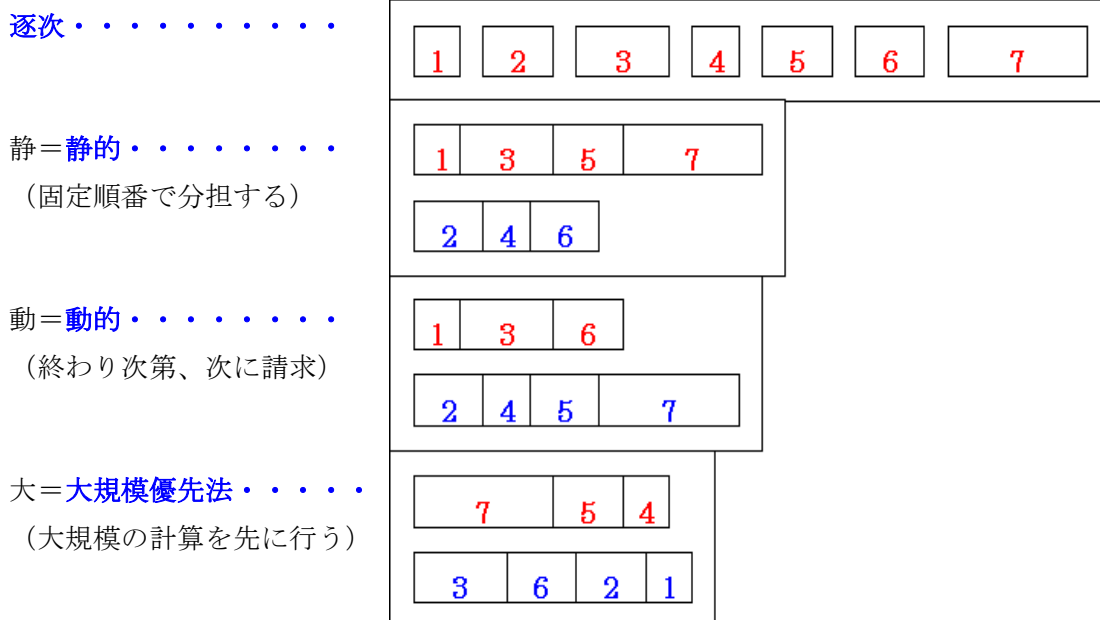 逐次・・・・・・・・・・
1 2 3 4 5 6 7
静＝静的・・・・・・・・
（固定順番で分担する）
1 3 5 7
2 4 6
動＝動的・・・・・・・・
（終わり次第、次に請求）
1 3 6
2 4 5 7
大＝大規模優先法・・・・・
（大規模の計算を先に行う）
7 5 4
3 6 2 1